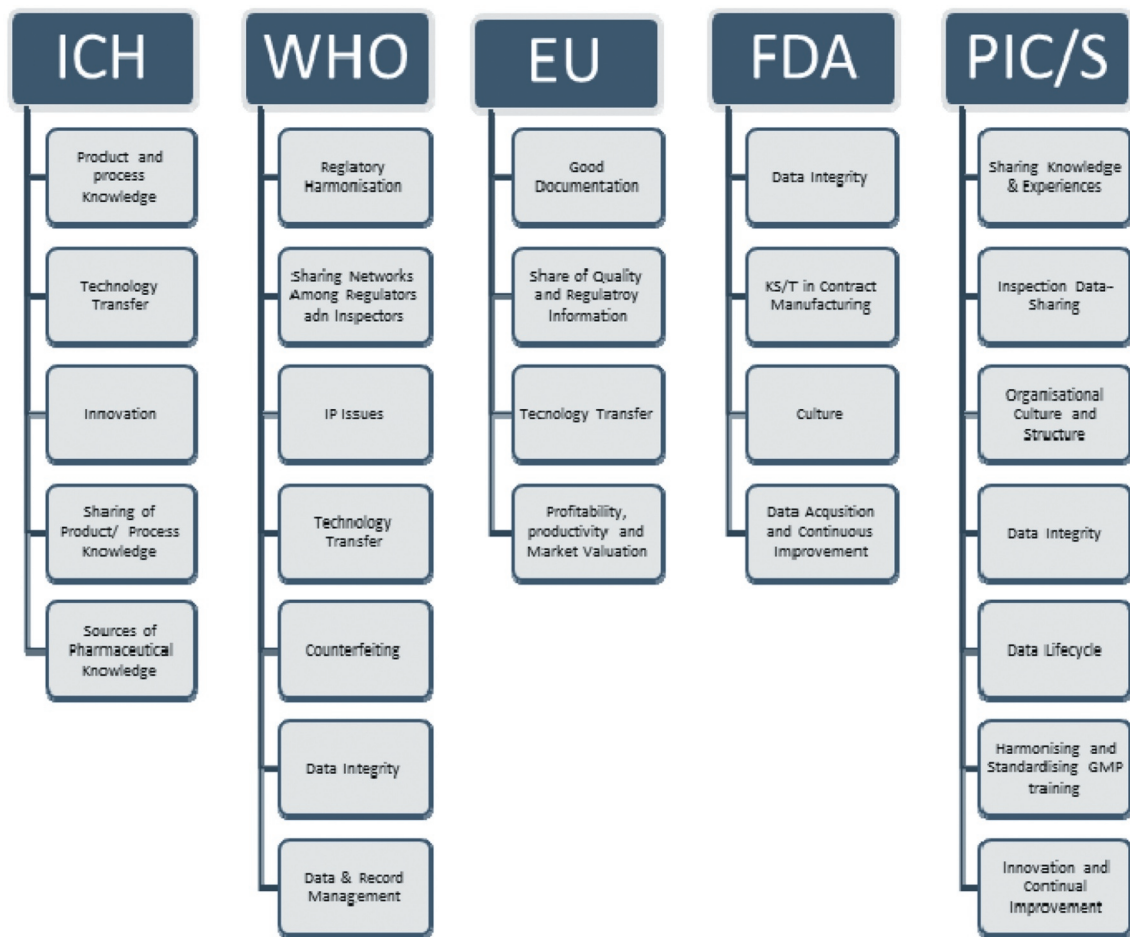 ICH
Product and
process
Knowledge
Technology
Transfer
Innovation
Sharing of
Product/ Process
Knowledge
Sources of
Pharmaceutical
Knowledge
WHO
Reglatory
Harmonisation
Sharing Networks
Among Regulators
adn Inspectors
IP Issues
Technology
Transfer
Counterfeiting
Data Integrity
Data & Record
Management
EU
Good
Documentation
Share of Quality
and Regulatroy
Information
Tecnology Transfer
Profitability,
productivity and
Market Valuation
FDA
Data Integrity
KS/T in Contract
Manufacturing
Culture
Data Acqusition
and Continuous
Improvement
PIC/S
Sharing Knowledge
& Experiences
Inspection Data-
Sharing
Organisational
Culture and
Structure
Data Integrity
Data Lifecycle
Harmonising and
Standardising GMP
training
Innovation and
Continual
Improvement